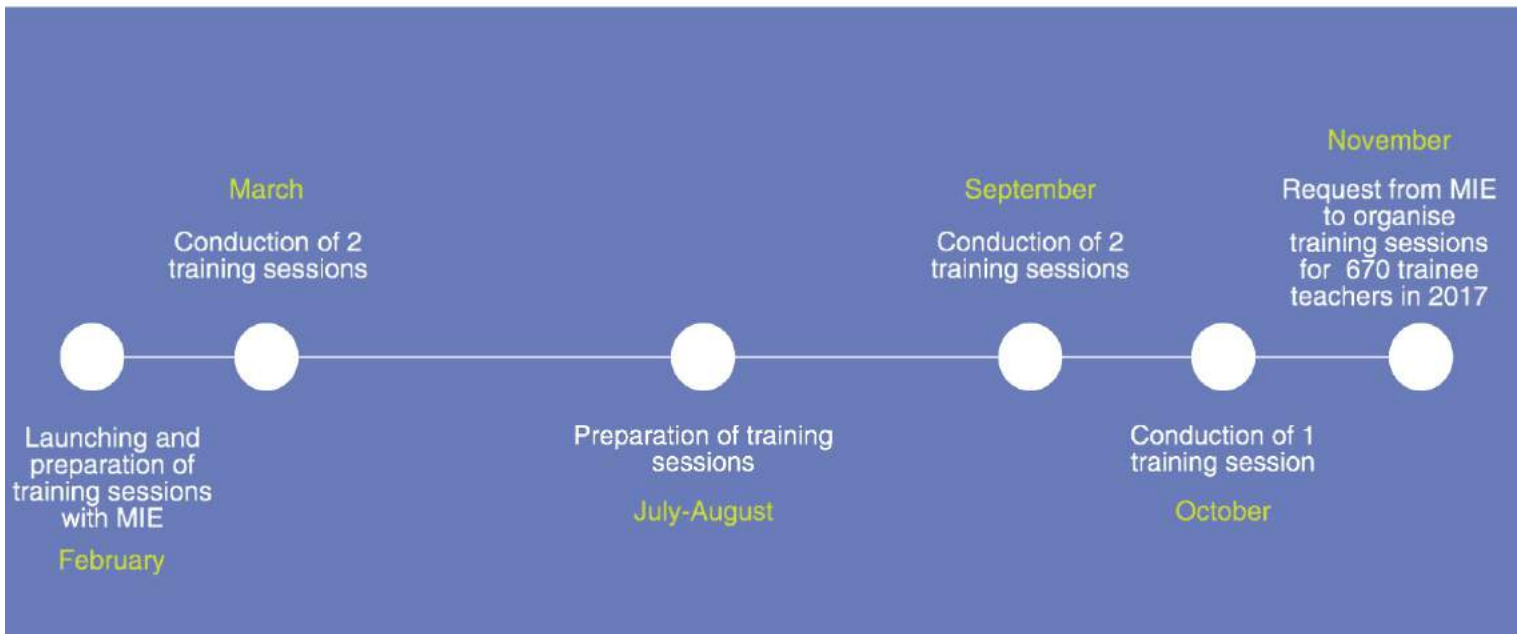 February
Launching and
preparation of
training sessions
with MIE
March
Conduction of 2
training sessions
Preparation of training
sessions
July-August
September
Conduction of 2
training sessions
Conduction of 1
training session
October
November
Request from MIE
to organise
training sessions
for 670 trainee
teachers in 2017